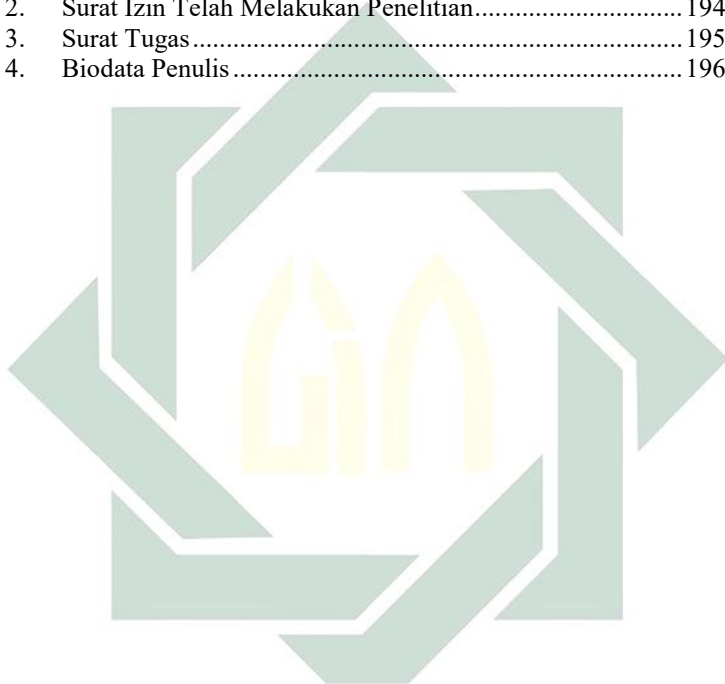 2. Surat Izin Telah Melakukan Penelitian........................................ 194
3. Surat Tugas...................................................................................... 195
4. Biodata Penulis................................................................................ 196